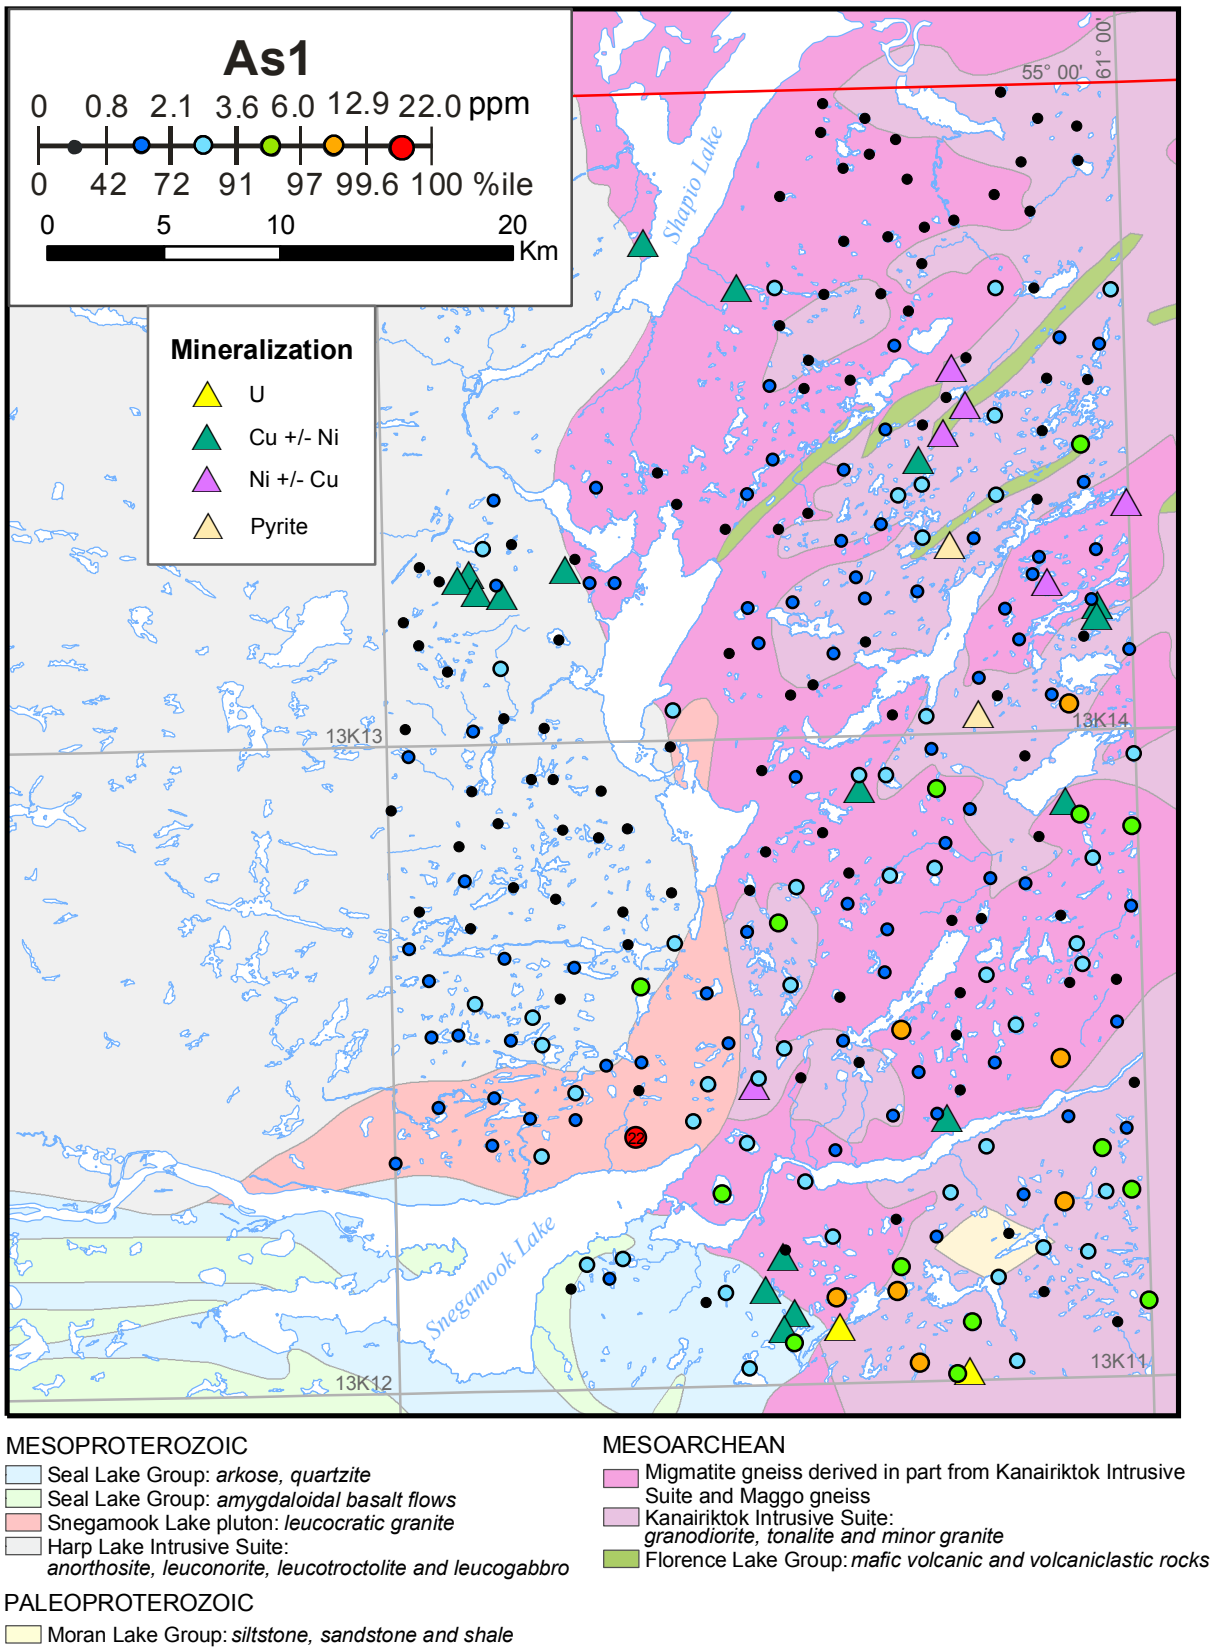 As1
0 0.8 2.1 3.6 6.0 12.9 22.0 ppm
0 42 72 91 97 99.6 100 %ile
0 5 10 20
Km
Mineralization
U
Cu +/- Ni
Ni +/- Cu
Pyrite
55° 00'
61° 00'
Shapio Lake
13K13
13K14
22
Snegamook Lake
13K12
13K11
MESOPROTEROZOIC
Seal Lake Group: arkose, quartzite
Seal Lake Group: amygdaloidal basalt flows
Snegamook Lake pluton: leucocratic granite
Harp Lake Intrusive Suite:
anorthosite, leuconorite, leucotroctolite and leucogabbro
PALEOPROTEROZOIC
Moran Lake Group: siltstone, sandstone and shale
MESOARCHEAN
Migmatite gneiss derived in part from Kanairiktok Intrusive
Suite and Maggo gneiss
Kanairiktok Intrusive Suite:
granodiorite, tonalite and minor granite
Florence Lake Group: mafic volcanic and volcaniclastic rocks